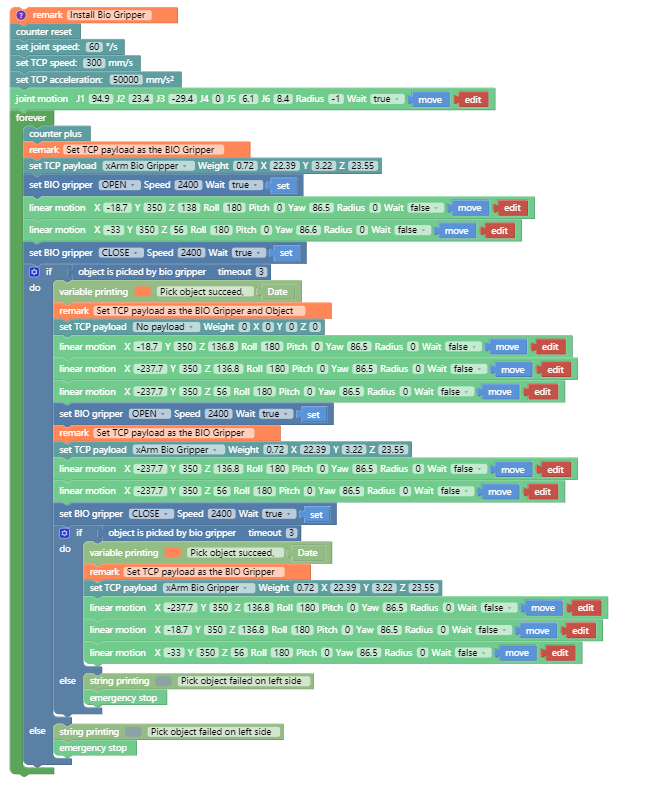 ? remark Install Bio Gripper
counter reset
set joint speed: 60 °/s
set TCP speed: 300 mm/s
set TCP acceleration: 50000 mm/s²
joint motion J1 94.9 J2 23.4 J3 -29.4 J4 0 J5 6.1 J6 8.4 Radius -1 Wait true move edit
forever
counter plus
remark Set TCP payload as the BIO Gripper
set TCP payload xArm Bio Gripper Weight 0.72 X 22.39 Y 3.22 Z 23.55
set BIO gripper OPEN Speed 2400 Wait true set
linear motion X -18.7 Y 350 Z 138 Roll 180 Pitch 0 Yaw 86.5 Radius 0 Wait false move edit
linear motion X -33 Y 350 Z 56 Roll 180 Pitch 0 Yaw 86.6 Radius 0 Wait false move edit
set BIO gripper CLOSE Speed 2400 Wait true set
if object is picked by bio gripper timeout 3
do variable printing Pick object succeed, Date
remark Set TCP payload as the BIO Gripper and Object
set TCP payload No payload Weight 0 X 0 Y 0 Z 0
linear motion X -18.7 Y 350 Z 136.8 Roll 180 Pitch 0 Yaw 86.5 Radius 0 Wait false move edit
linear motion X -237.7 Y 350 Z 136.8 Roll 180 Pitch 0 Yaw 86.5 Radius 0 Wait false move edit
linear motion X -237.7 Y 350 Z 56 Roll 180 Pitch 0 Yaw 86.5 Radius 0 Wait false move edit
set BIO gripper OPEN Speed 2400 Wait true set
remark Set TCP payload as the BIO Gripper
set TCP payload xArm Bio Gripper Weight 0.72 X 22.39 Y 3.22 Z 23.55
linear motion X -237.7 Y 350 Z 136.8 Roll 180 Pitch 0 Yaw 86.5 Radius 0 Wait false move edit
linear motion X -237.7 Y 350 Z 56 Roll 180 Pitch 0 Yaw 86.5 Radius 0 Wait false move edit
set BIO gripper CLOSE Speed 2400 Wait true set
if object is picked by bio gripper timeout 3
do variable printing Pick object succeed, Date
remark Set TCP payload as the BIO Gripper
set TCP payload xArm Bio Gripper Weight 0.72 X 22.39 Y 3.22 Z 23.55
linear motion X -237.7 Y 350 Z 136.8 Roll 180 Pitch 0 Yaw 86.5 Radius 0 Wait false move edit
linear motion X -18.7 Y 350 Z 136.8 Roll 180 Pitch 0 Yaw 86.5 Radius 0 Wait false move edit
linear motion X -33 Y 350 Z 56 Roll 180 Pitch 0 Yaw 86.5 Radius 0 Wait false move edit
else string printing Pick object failed on left side
emergency stop
else string printing Pick object failed on left side
emergency stop